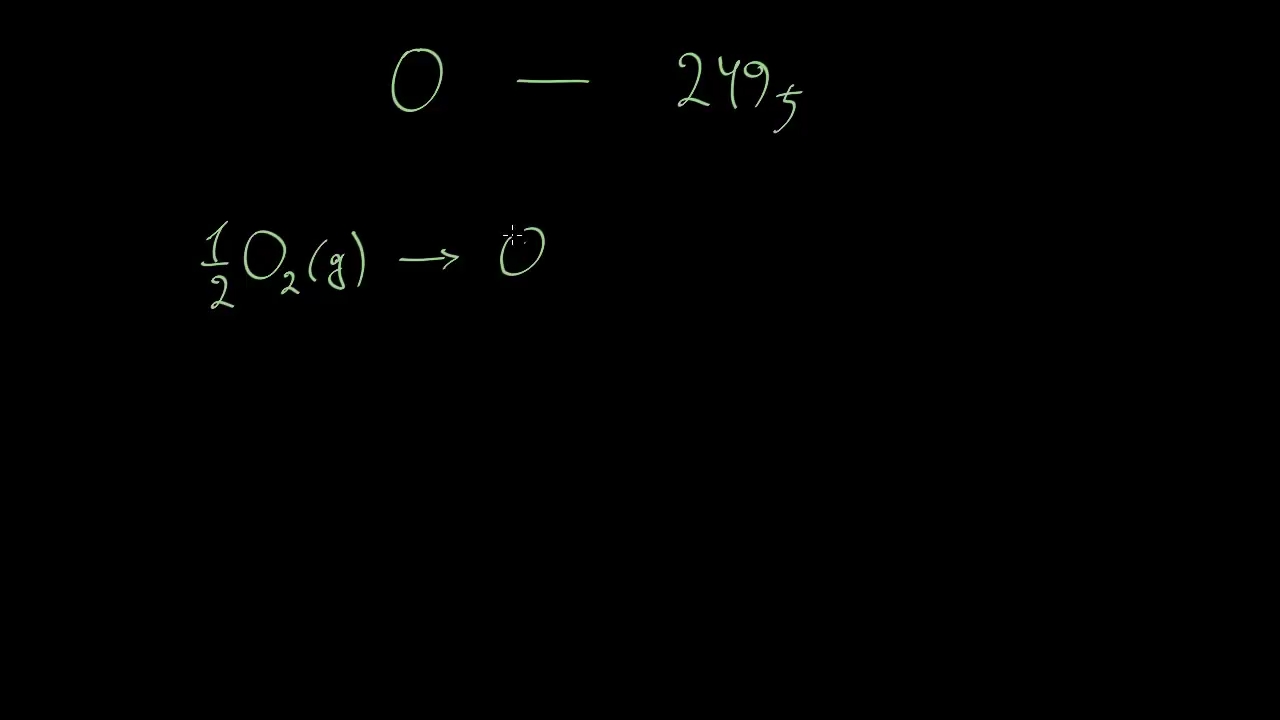 O — 249,5
½O₂(g) → O